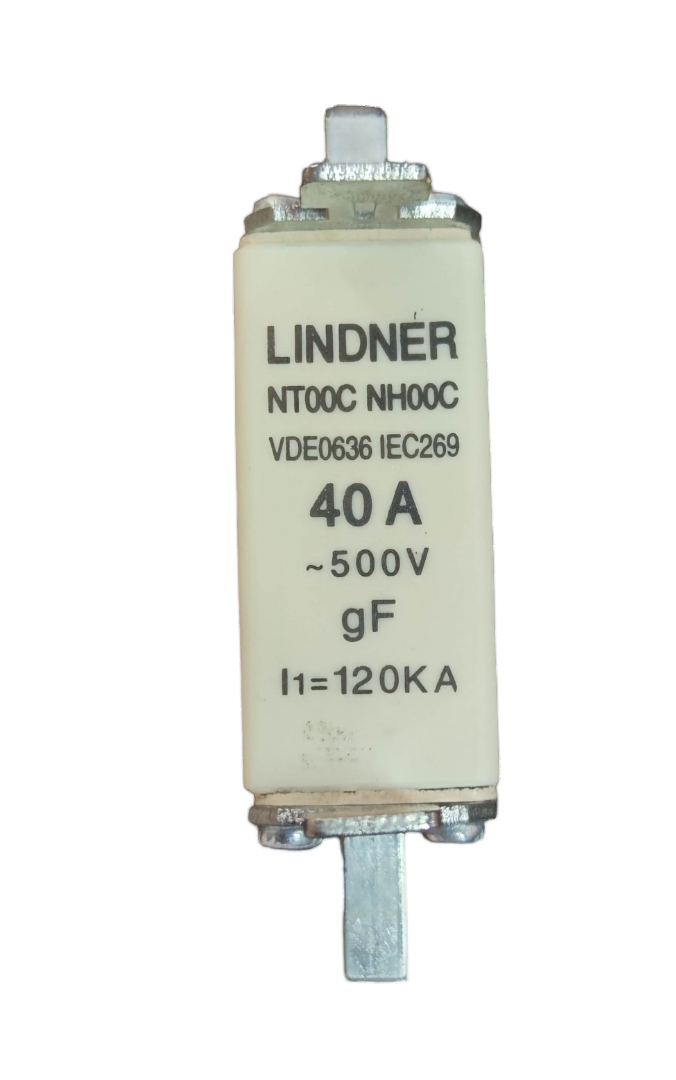 LINDNER
NT00C NH00C
VDE0636 IEC269
40 A
~500V
gF
I1=120KA